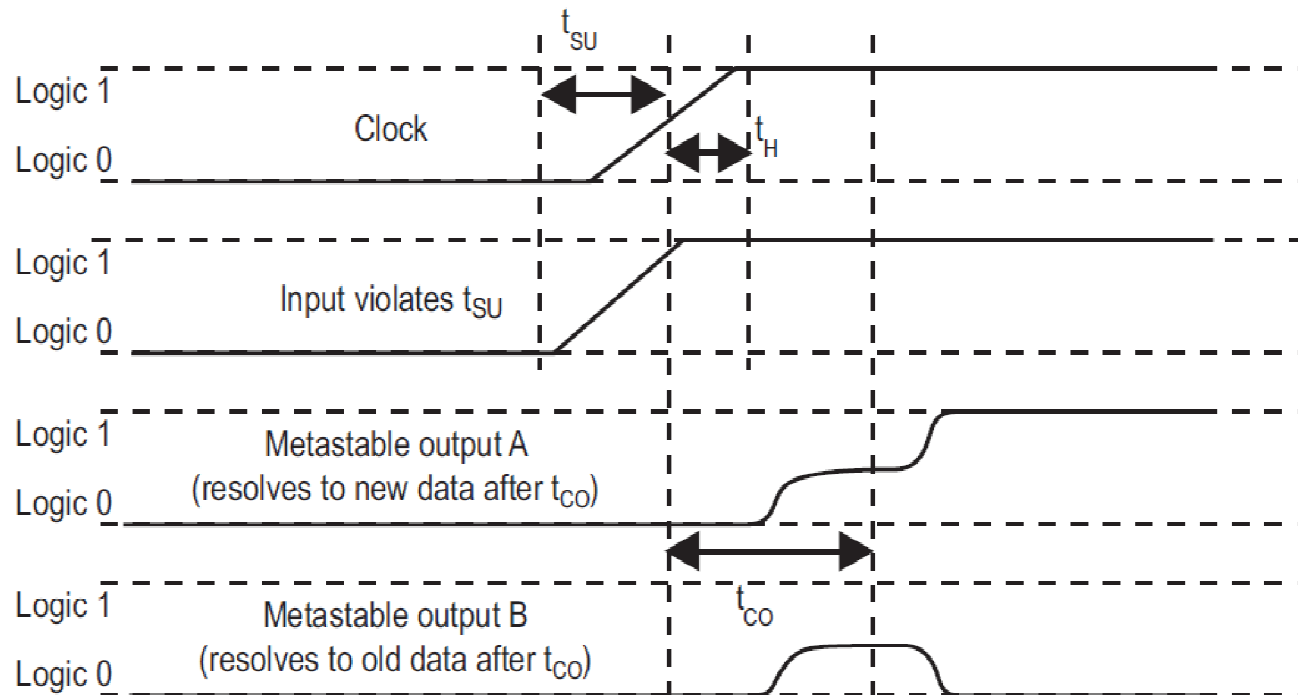 tSU
Logic 1
Clock
tH
Logic 0
Logic 1
Input violates tSU
Logic 0
Logic 1
Metastable output A
(resolves to new data after tCO)
Logic 0
Logic 1
tCO
Metastable output B
(resolves to old data after tCO)
Logic 0